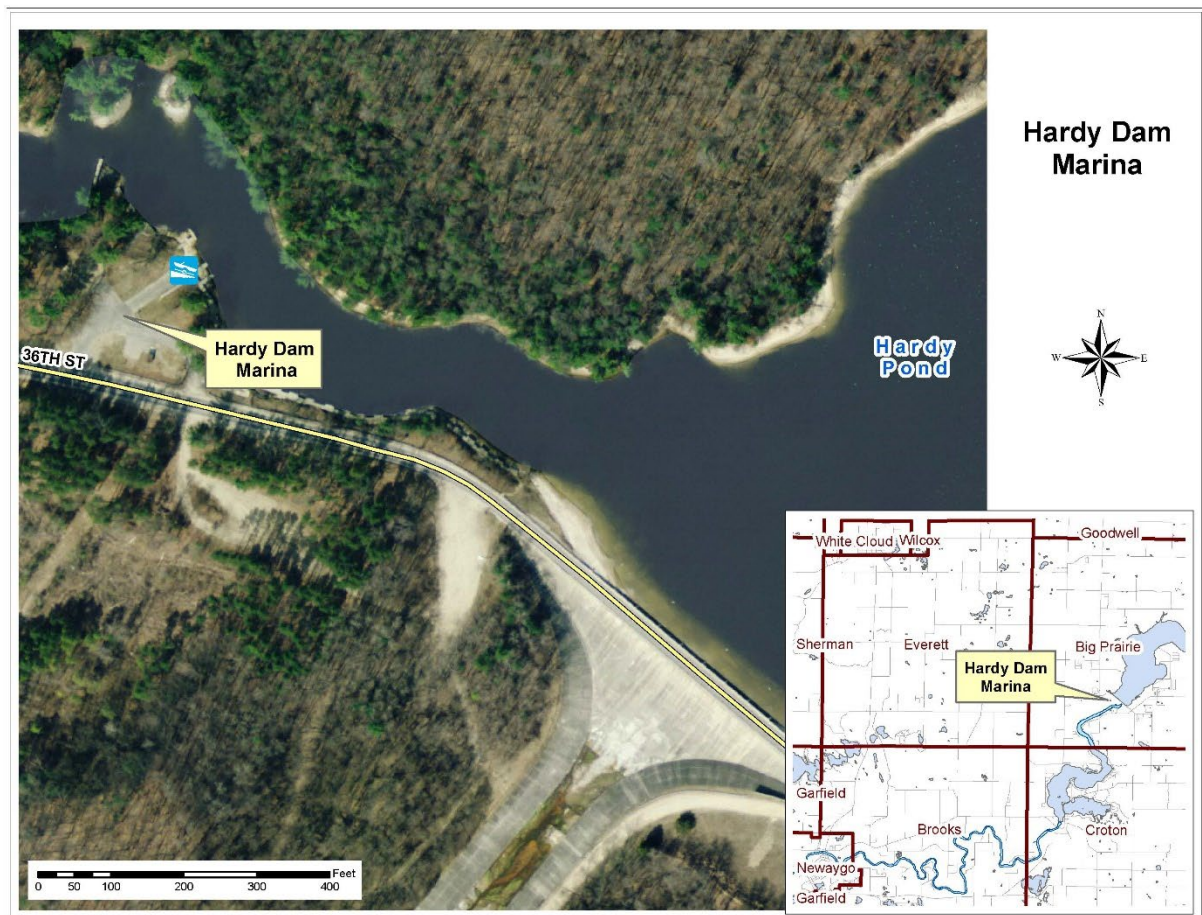 Hardy Dam
Marina
N
W
E
S
36TH ST
Hardy Dam
Marina
Hardy
Pond
White Cloud
Wilcox
Goodwell
Sherman
Everett
Big Prairie
Hardy Dam
Marina
Garfield
Brooks
Croton
Newaygo
Garfield
Feet
0 50 100 200 300 400